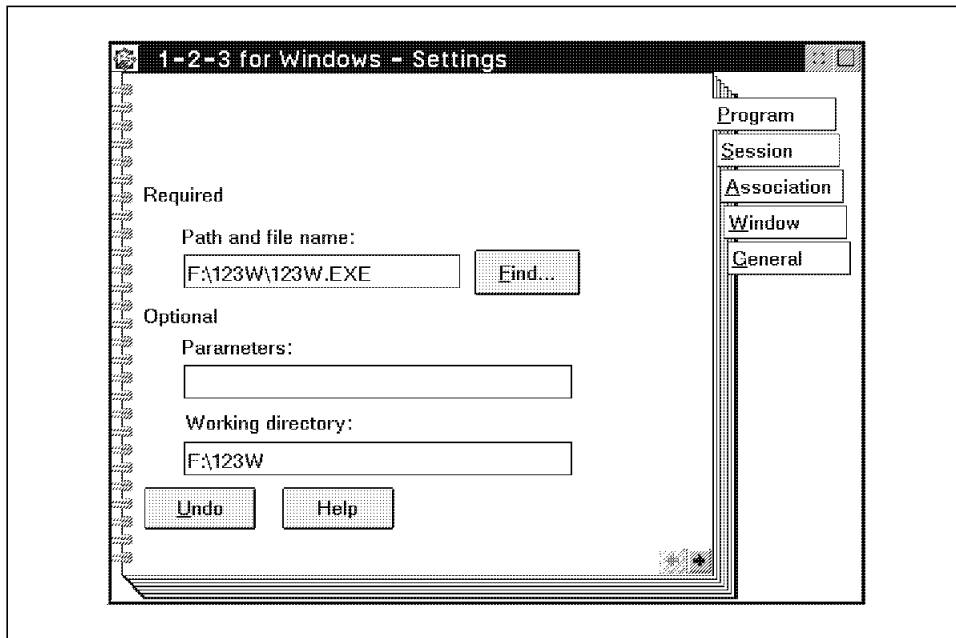 1-2-3 for Windows - Settings
Program
Session
Association
Window
General
Required
Path and file name:
F:\123W\123W.EXE
Find...
Optional
Parameters:
Working directory:
F:\123W
Undo
Help